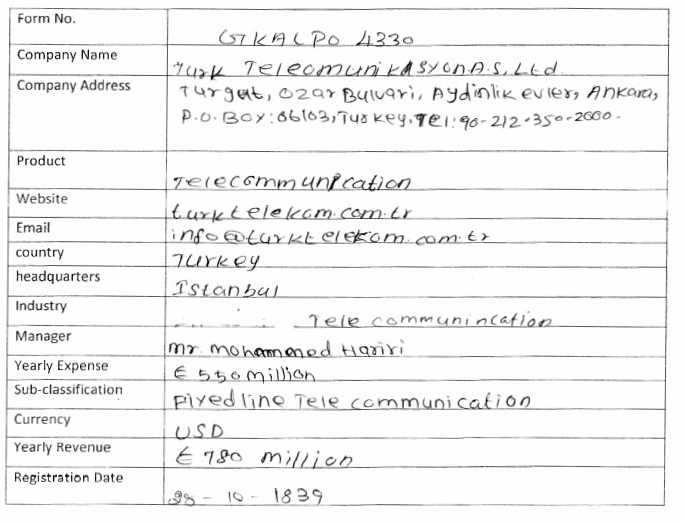 Form No. GKALPO 4330
Company Name Turk TelecomunikasyonA.S, Ltd.
Company Address Turgut, Ozar Bulvari, Aydinlik evler, Ankara,
P.O. Box: 06103, Turkey. Tel: 90-212-350-2000.
Product Telecommunication
Website turktelekom.com.tr
Email info@turktelekom.com.tr
country Turkey
headquarters Istanbul
Industry Tele communincation
Manager mr. mohammed Hariri
Yearly Expense € 550 million
Sub-classification Fixed line Tele communication
Currency USD
Yearly Revenue € 780 million
Registration Date 28 - 10 - 1839